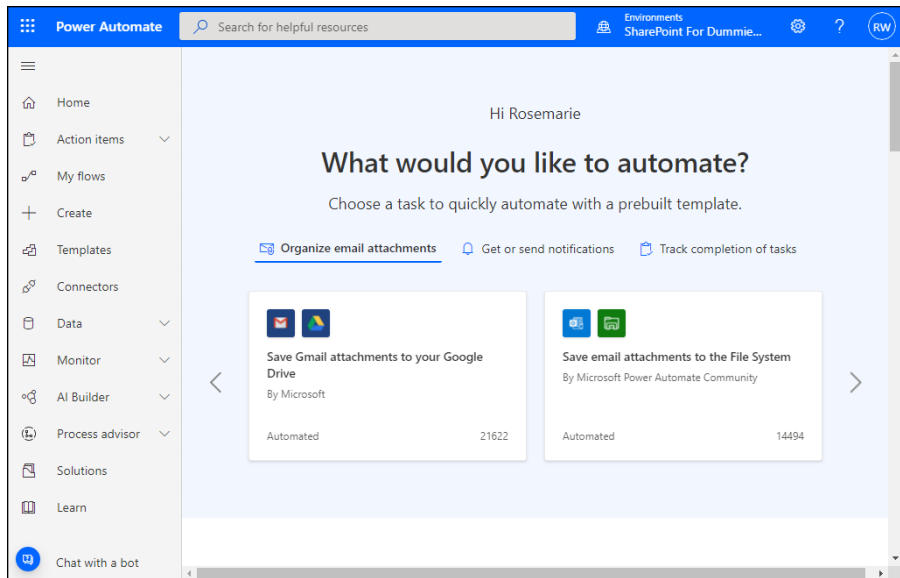 Power Automate
Search for helpful resources
Environments
SharePoint For Dummie...
?
RW
Home
Action items
My flows
Create
Templates
Connectors
Data
Monitor
AI Builder
Process advisor
Solutions
Learn
Chat with a bot
Hi Rosemarie
What would you like to automate?
Choose a task to quickly automate with a prebuilt template.
Organize email attachments
Get or send notifications
Track completion of tasks
Save Gmail attachments to your Google
Drive
By Microsoft
Automated
21622
Save email attachments to the File System
By Microsoft Power Automate Community
Automated
14494